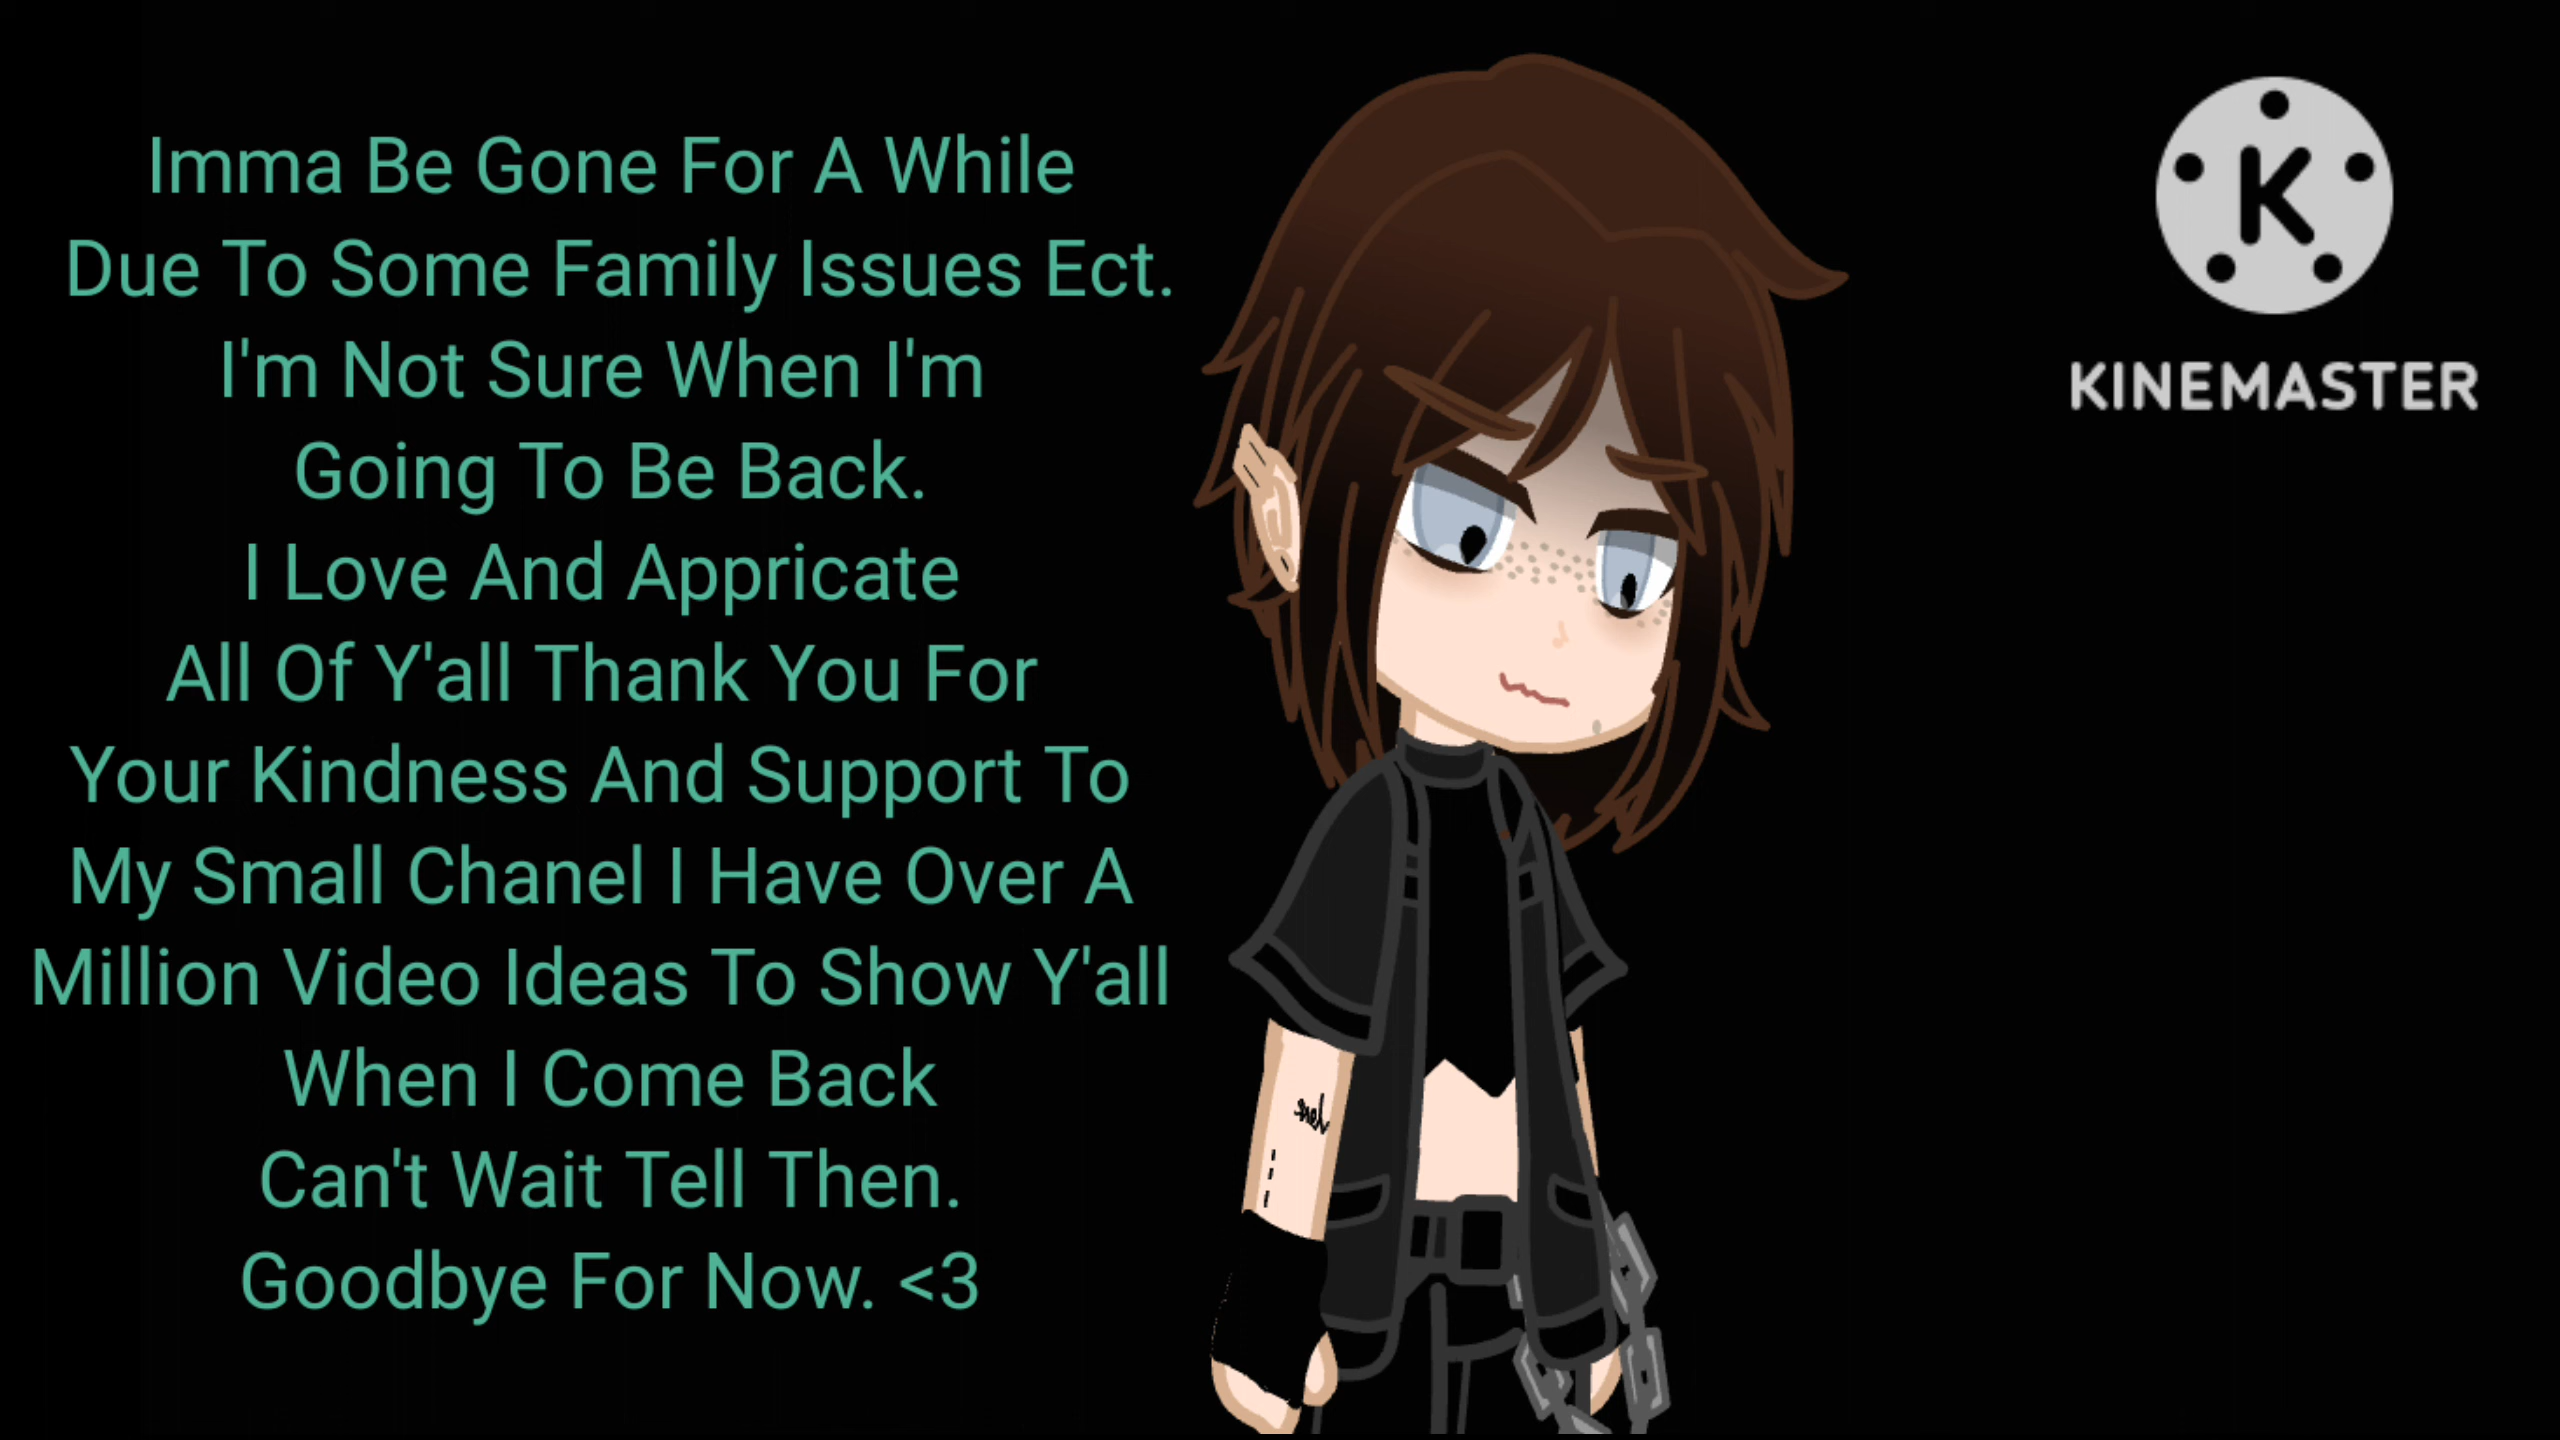 Imma Be Gone For A While
Due To Some Family Issues Ect.
I'm Not Sure When I'm
Going To Be Back.
I Love And Appricate
All Of Y'all Thank You For
Your Kindness And Support To
My Small Chanel I Have Over A
Million Video Ideas To Show Y'all
When I Come Back
Can't Wait Tell Then.
Goodbye For Now. <3
K
KINEMASTER